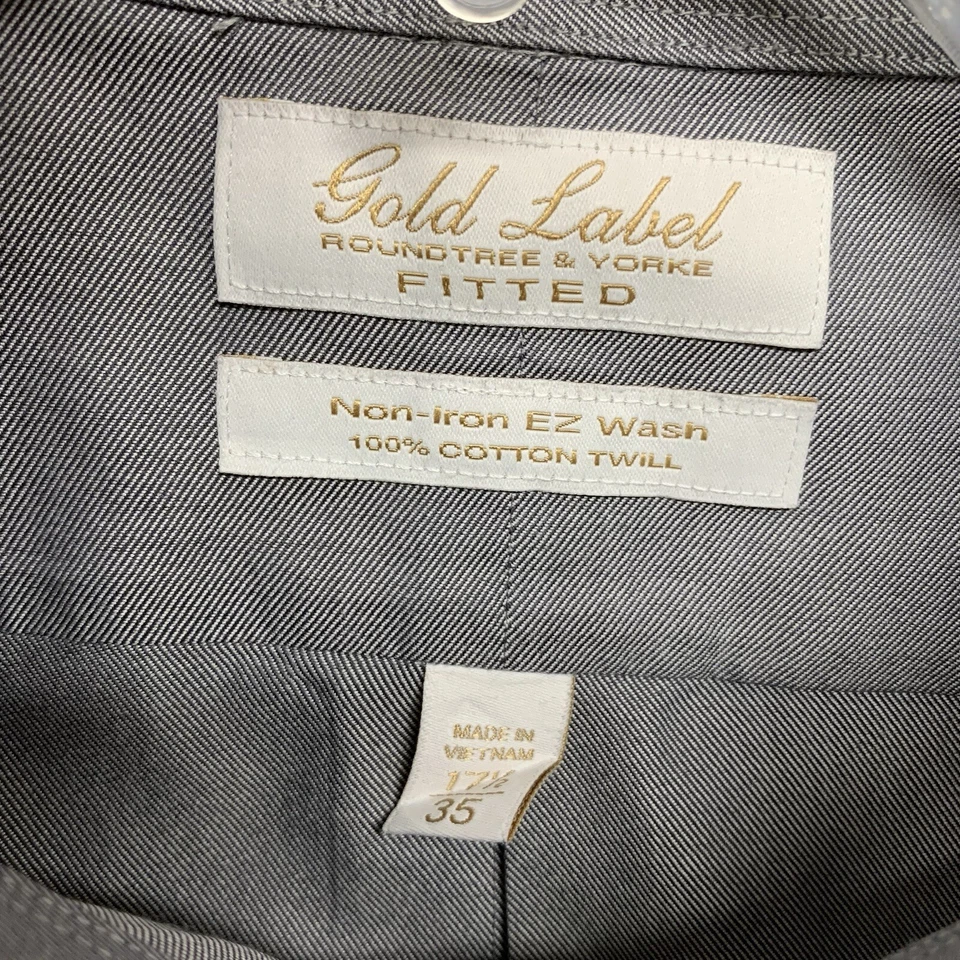 Gold Label
ROUNDTREE & YORKE
FITTED
Non-Iron EZ Wash
100% COTTON TWILL
MADE IN
VIETNAM
17½
35